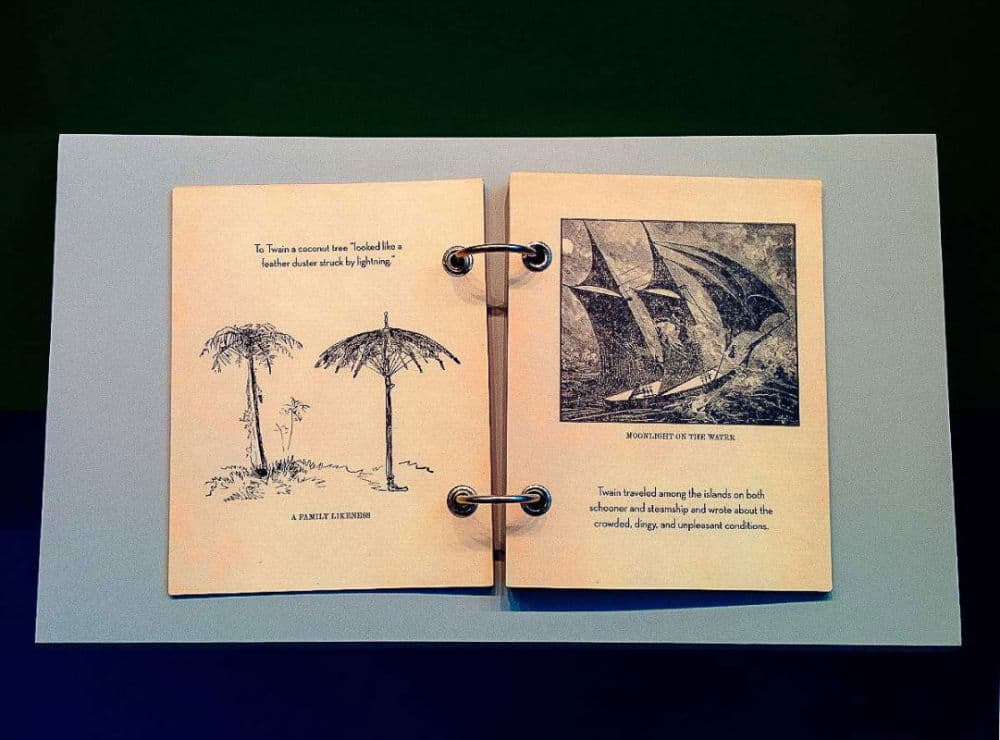 To Twain a coconut tree "looked like a
feather duster struck by lightning."
A FAMILY LIKENESS
MOONLIGHT ON THE WATER
Twain traveled among the islands on both
schooner and steamship and wrote about the
crowded, dingy, and unpleasant conditions.